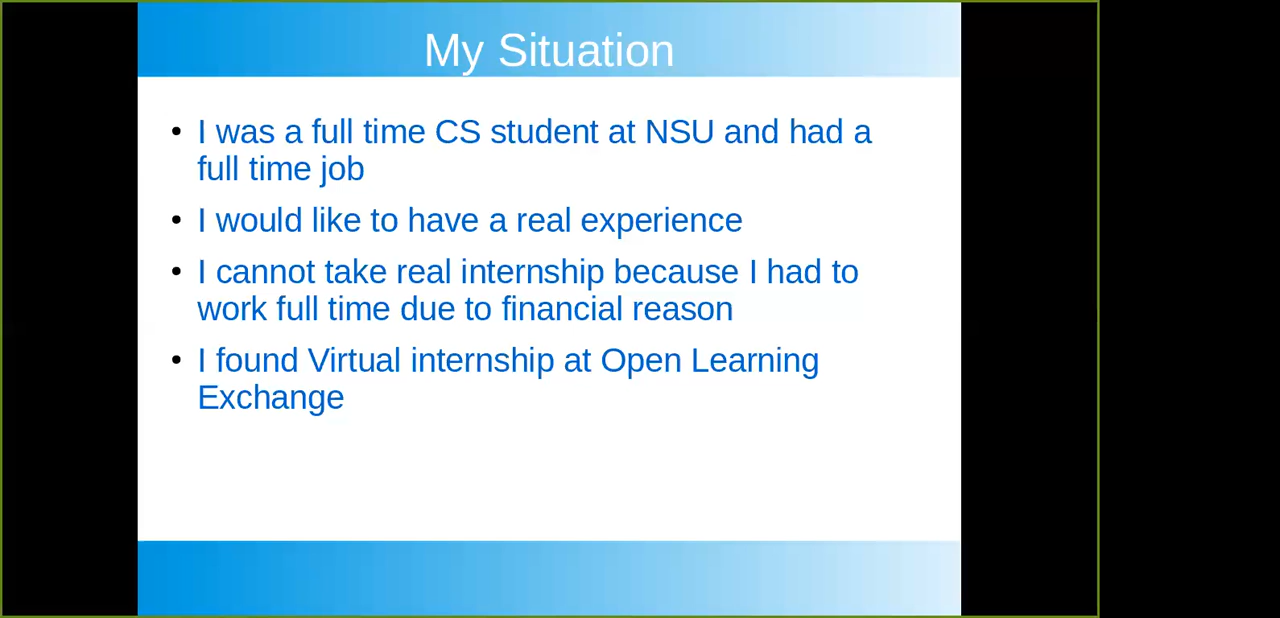 My Situation
• I was a full time CS student at NSU and had a
full time job
• I would like to have a real experience
• I cannot take real internship because I had to
work full time due to financial reason
• I found Virtual internship at Open Learning
Exchange